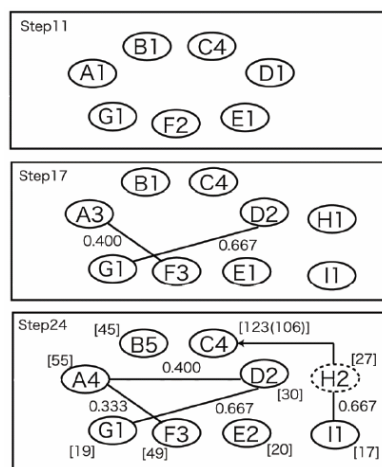 Step11
B1 C4
A1 D1
G1 F2 E1
Step17
B1 C4
A3 D2 H1
0.400 0.667
G1 F3 E1 I1
Step24
[45] B5 C4 [123(106)]
[55] [27]
A4 0.400 D2 H2
0.333 0.667 [30] 0.667
G1 F3 E2 I1
[19] [49] [20] [17]